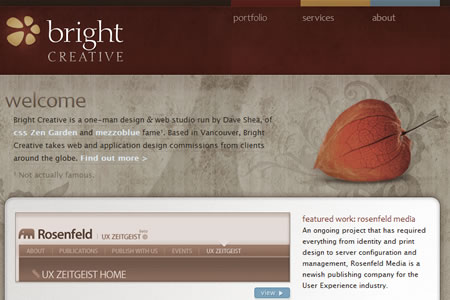 portfolio
services
about
bright
CREATIVE
welcome
Bright Creative is a one-man design & web studio run by Dave Shea, of
css Zen Garden and mezzoblue fame¹. Based in Vancouver, Bright
Creative takes web and application design commissions from clients
around the globe. Find out more >
¹ Not actually famous.
Rosenfeld
UX ZEITGEIST beta
ABOUT
PUBLICATIONS
PUBLISH WITH US
EVENTS
UX ZEITGEIST
UX ZEITGEIST HOME
view
featured work: rosenfeld media
An ongoing project that has required
everything from identity and print
design to server configuration and
management, Rosenfeld Media is a
newish publishing company for the
User Experience industry.